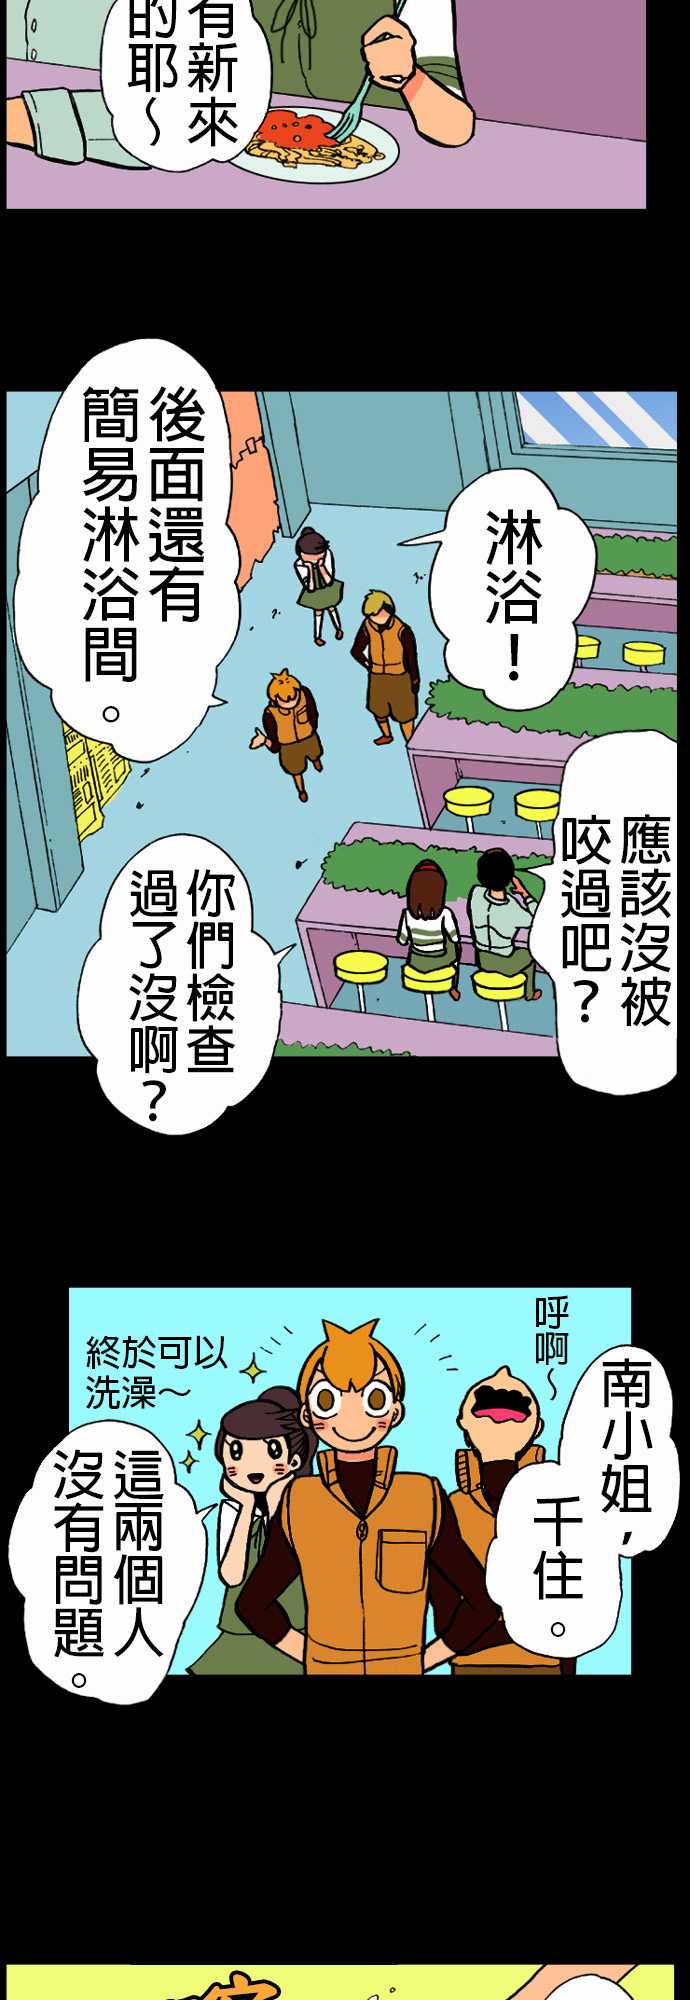 有新來
的耶～
後面還有
簡易淋浴間。
淋浴！
應該沒被
咬過吧？
你們檢查
過了沒啊？
呼啊～
終於可以
洗澡～
南小姐，
千住。
這兩個人
沒有問題。